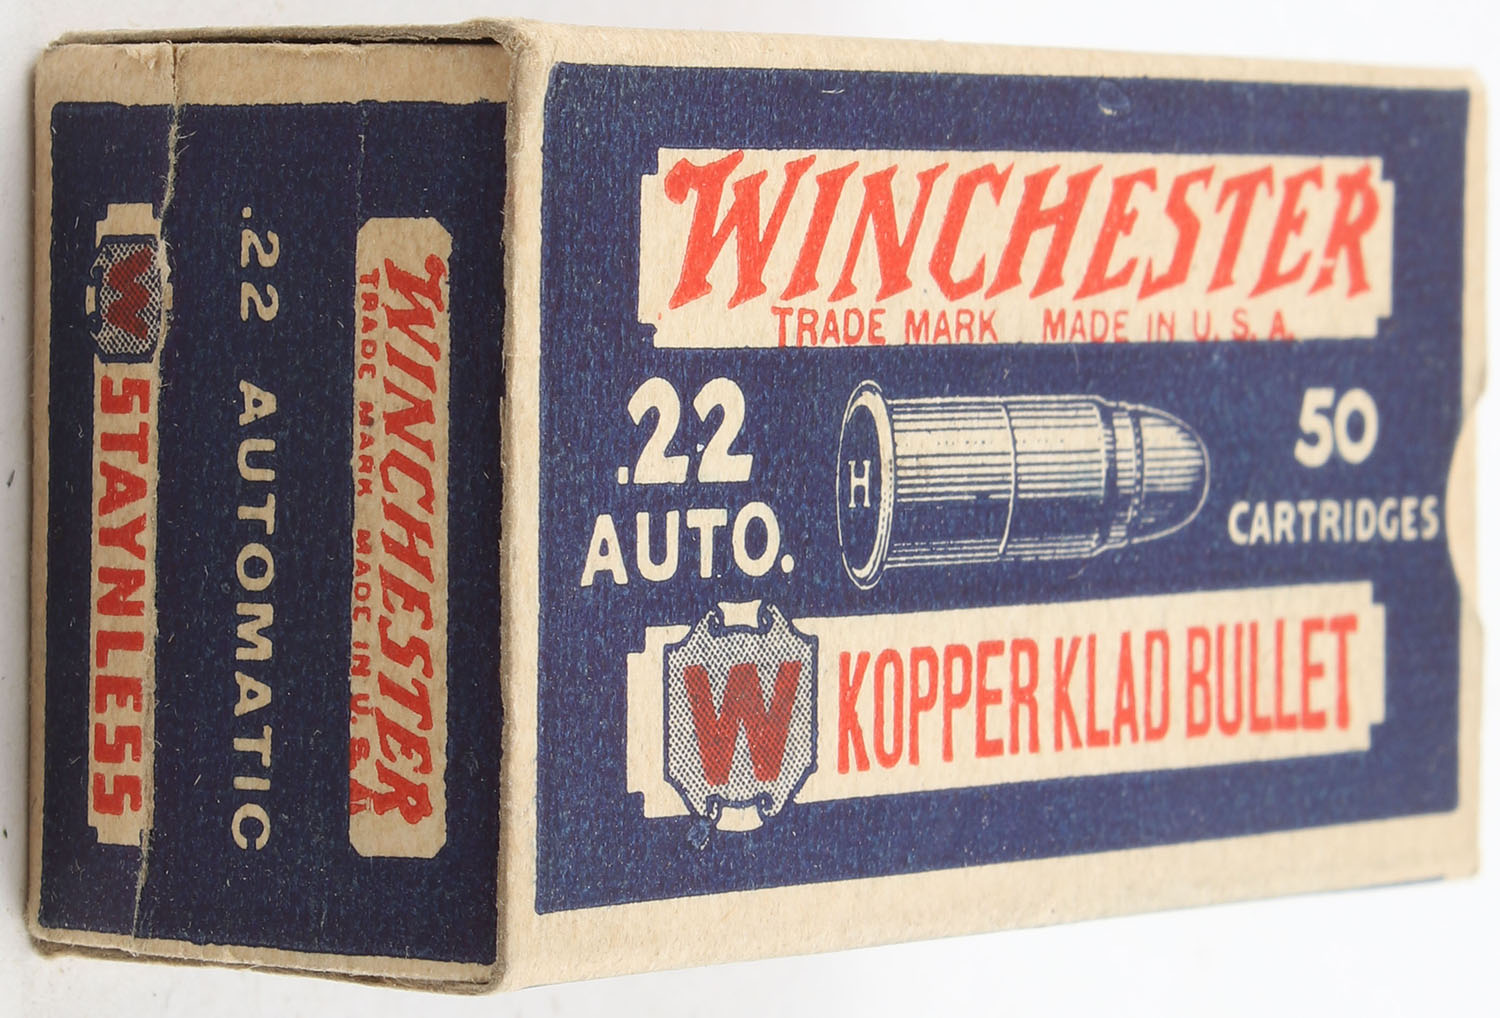 WINCHESTER
TRADE MARK MADE IN U. S. A.
.22
AUTO.
H
50
CARTRIDGES
W KOPPER KLAD BULLET
WINCHESTER
TRADE MARK MADE IN U. S. A.
.22 AUTOMATIC
W STAYNLESS